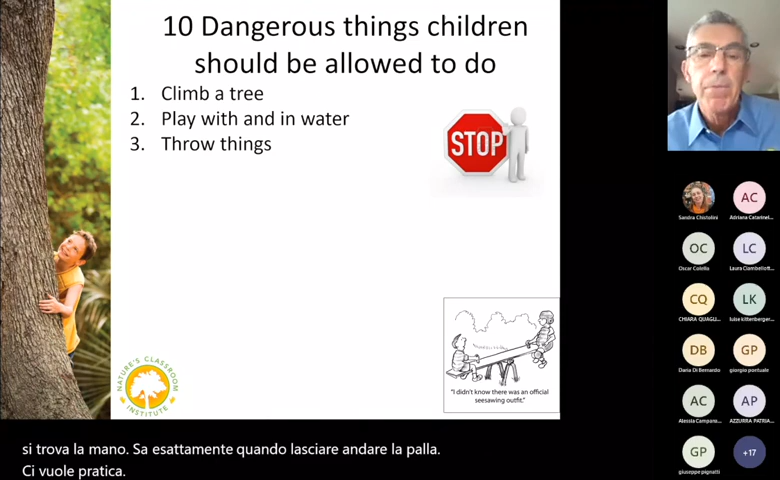 10 Dangerous things children
should be allowed to do
1. Climb a tree
2. Play with and in water
3. Throw things
STOP
NATURE'S CLASSROOM
INSTITUTE
"I didn't know there was an official
seesawing outfit."
Sandra Chistolini
AC
Adriana Catarinel...
OC
Oscar Colella
LC
Laura Ciambellott...
CQ
CHIARA QUAGLI...
LK
luise kittenberger...
DB
Daria Di Bernardo
GP
giorgio pontuale
AC
Alessia Campana...
AP
AZZURRA PATRIA...
GP
giuseppe pignatti
+17
si trova la mano. Sa esattamente quando lasciare andare la palla.
Ci vuole pratica.